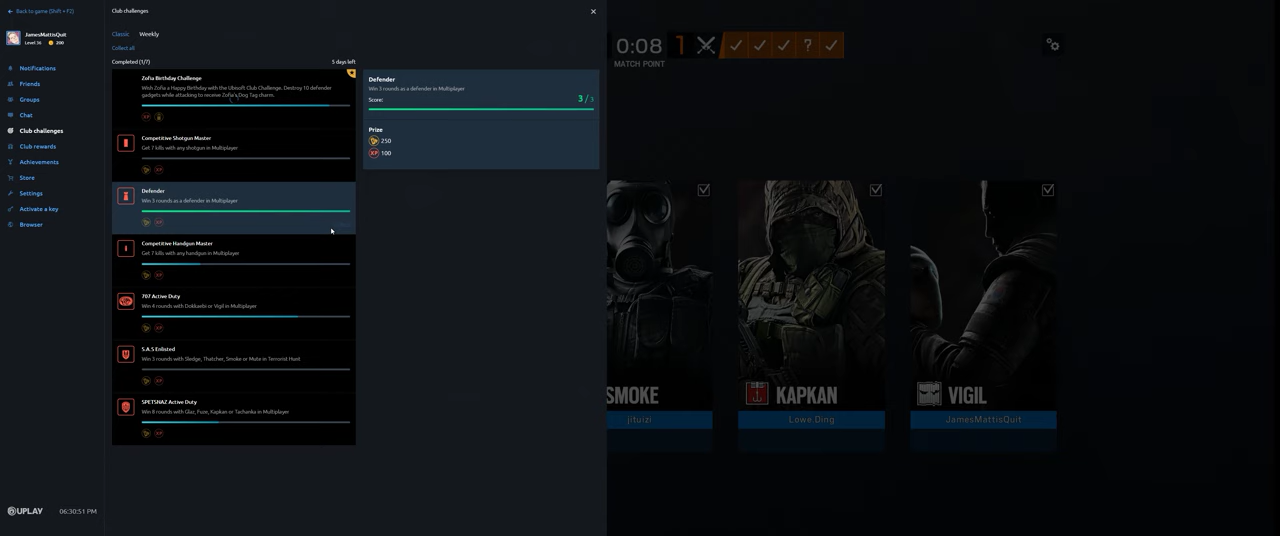 Back to game (Shift + F2)
Club challenges
JamesMattisQuit
Level 36
200
Classic
Weekly
Collect all
Completed (1/7)
5 days left
Notifications
Friends
Groups
Chat
Club challenges
Club rewards
Achievements
Store
Settings
Activate a key
Browser
Zofia Birthday Challenge
Wish Zofia a Happy Birthday with the Ubisoft Club Challenge. Destroy 10 defender
gadgets while attacking to receive Zofia's Dog Tag charm.
XP
Competitive Shotgun Master
Get 7 kills with any shotgun in Multiplayer
XP
Defender
Win 3 rounds as a defender in Multiplayer
XP
Competitive Handgun Master
Get 7 kills with any handgun in Multiplayer
XP
707 Active Duty
Win 4 rounds with Dokkaebi or Vigil in Multiplayer
XP
S.A.S Enlisted
Win 3 rounds with Sledge, Thatcher, Smoke or Mute in Terrorist Hunt
XP
SPETSNAZ Active Duty
Win 8 rounds with Glaz, Fuze, Kapkan or Tachanka in Multiplayer
XP
Defender
Win 3 rounds as a defender in Multiplayer
Score:
3 / 3
Prize
250
XP 100
UPLAY
06:30:51 PM
0:08
1
?
MATCH POINT
SMOKE
jituizi
KAPKAN
Lowe.Ding
VIGIL
JamesMattisQuit